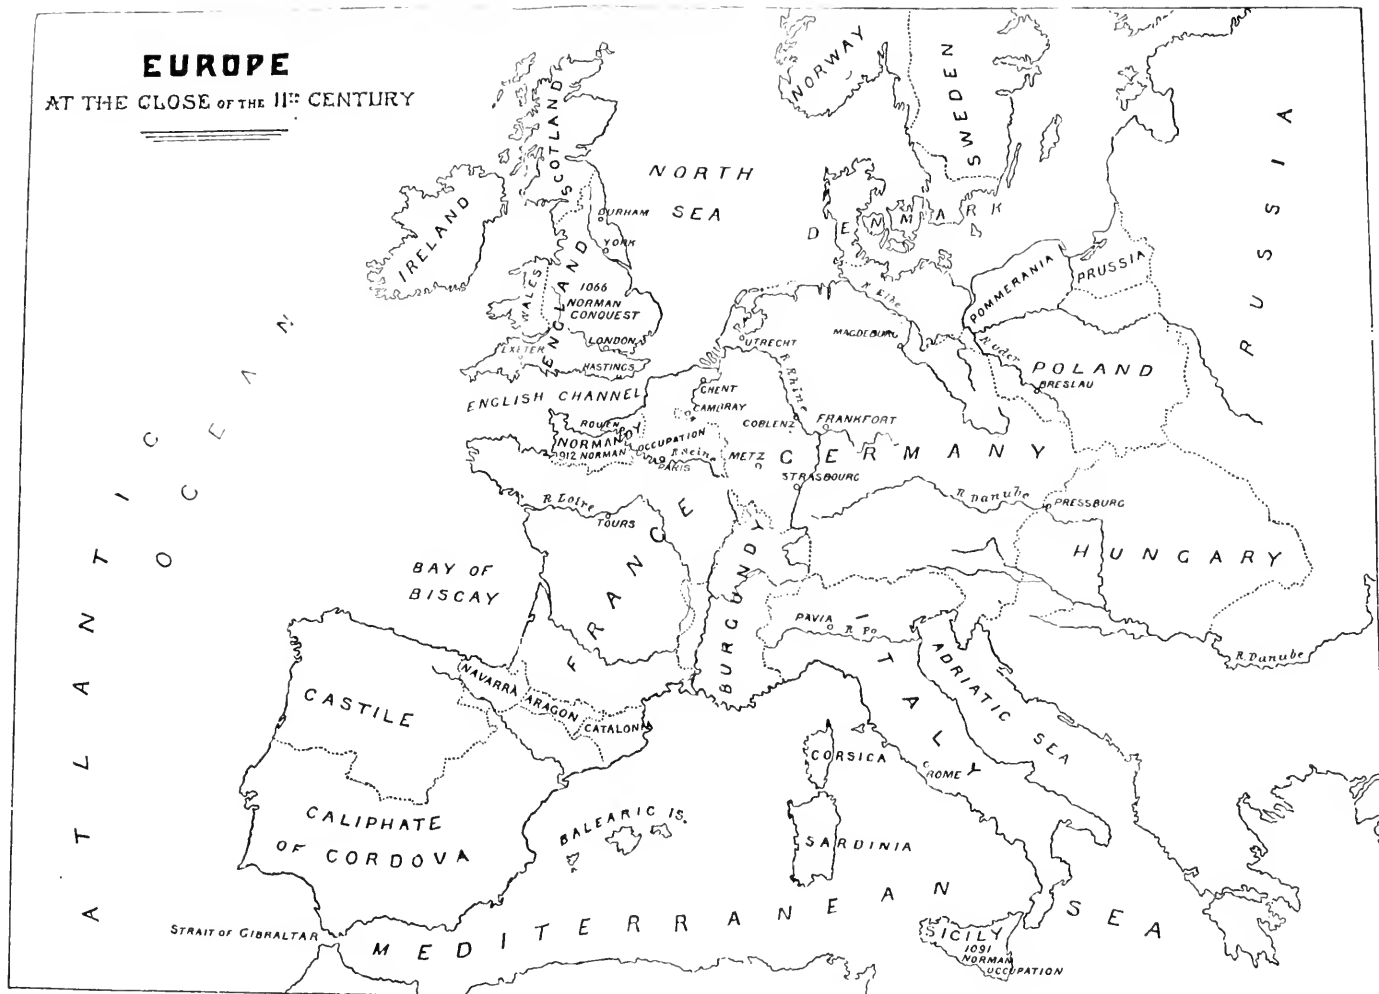 EUROPE
AT THE CLOSE OF THE 11TH CENTURY
NORWAY
SWEDEN
RUSSIA
SCOTLAND
NORTH
SEA
IRELAND
DURHAM
YORK
ENGLAND
WALES
1066
NORMAN
CONQUEST
LONDON
EXETER
HASTINGS
DENMARK
R Elbe
POMMERANIA
PRUSSIA
MAGDEBURG
R Oder
POLAND
BRESLAU
UTRECHT
R Rhine
ENGLISH CHANNEL
GHENT
CAMBRAY
ROUEN
NORMANDY
912 NORMAN
OCCUPATION
PARIS
COBLENZ
FRANKFORT
METZ
GERMANY
STRASBOURG
R Danube
PRESSBURG
HUNGARY
R Loire
TOURS
FRANCE
BURGUNDY
ATLANTIC
OCEAN
BAY OF
BISCAY
PAVIA
R Po
ITALY
ADRIATIC
SEA
R. Danube
NAVARRA
ARAGON
CATALONIA
CASTILE
CORSICA
ROME
CALIPHATE
OF CORDOVA
BALEARIC IS.
SARDINIA
STRAIT OF GIBRALTAR
MEDITERRANEAN SEA
SICILY
1091
NORMAN
OCCUPATION